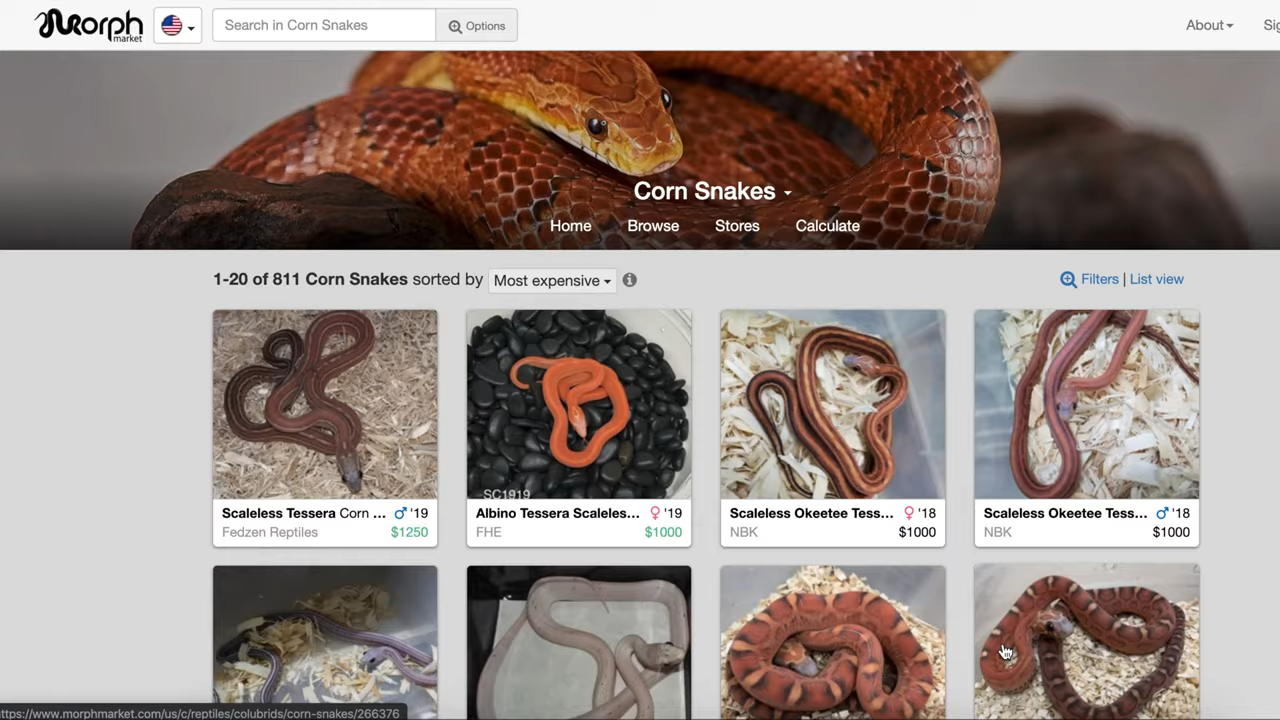 Morph
market
Search in Corn Snakes
Options
About
Sig
Corn Snakes
Home Browse Stores Calculate
1-20 of 811 Corn Snakes sorted by Most expensive
Filters | List view
SC1919
Scaleless Tessera Corn ... ♂ '19
Fedzen Reptiles $1250
Albino Tessera Scaleles... ♀ '19
FHE $1000
Scaleless Okeetee Tess... ♀ '18
NBK $1000
Scaleless Okeetee Tess... ♂ '18
NBK $1000
https://www.morphmarket.com/us/c/reptiles/colubrids/corn-snakes/266376